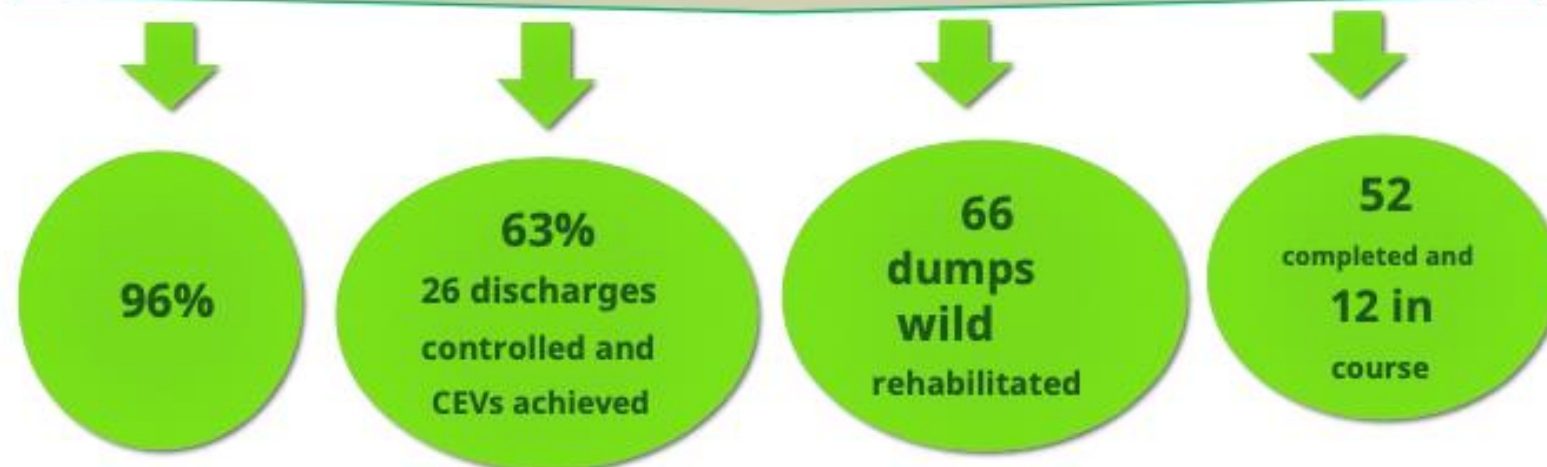 96%
63%
26 discharges
controlled and
CEVs achieved
66
dumps
wild
rehabilitated
52
completed and
12 in
course